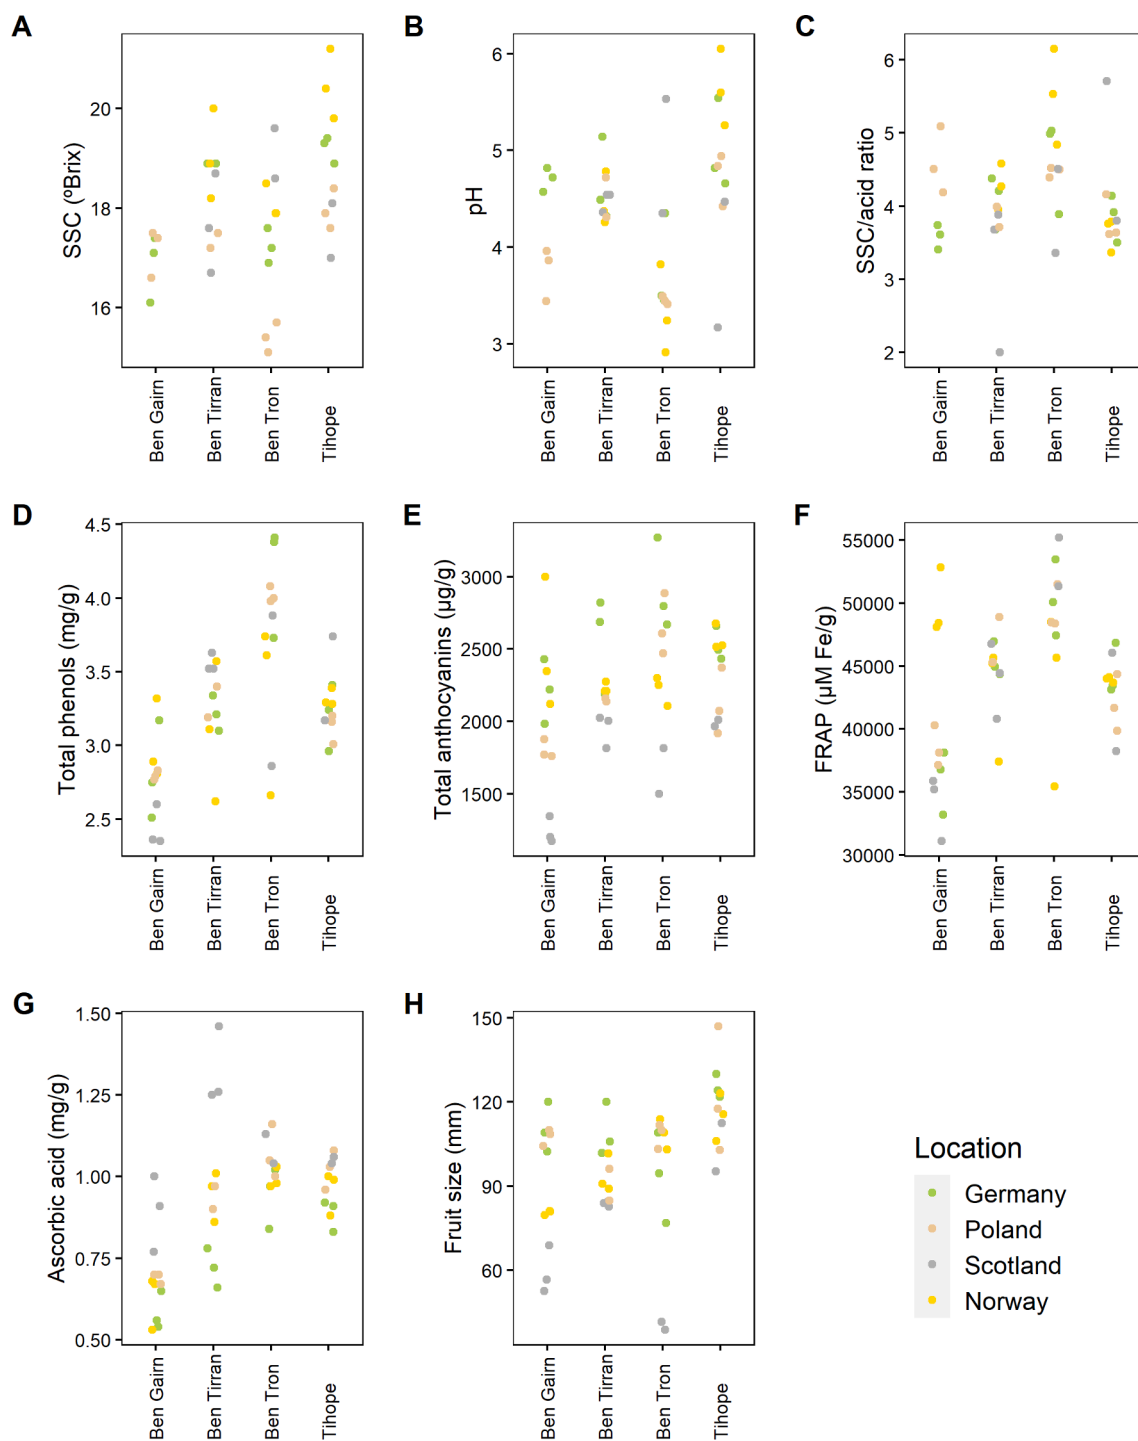 A
SSC (ºBrix)
20
18
16
Ben Gairn
Ben Tirran
Ben Tron
Tihope
B
pH
6
5
4
3
Ben Gairn
Ben Tirran
Ben Tron
Tihope
C
SSC/acid ratio
6
5
4
3
2
Ben Gairn
Ben Tirran
Ben Tron
Tihope
D
Total phenols (mg/g)
4.5
4.0
3.5
3.0
2.5
Ben Gairn
Ben Tirran
Ben Tron
Tihope
E
Total anthocyanins (µg/g)
3000
2500
2000
1500
Ben Gairn
Ben Tirran
Ben Tron
Tihope
F
FRAP (µM Fe/g)
55000
50000
45000
40000
35000
30000
Ben Gairn
Ben Tirran
Ben Tron
Tihope
G
Ascorbic acid (mg/g)
1.50
1.25
1.00
0.75
0.50
Ben Gairn
Ben Tirran
Ben Tron
Tihope
H
Fruit size (mm)
150
120
90
60
Ben Gairn
Ben Tirran
Ben Tron
Tihope
Location
Germany
Poland
Scotland
Norway